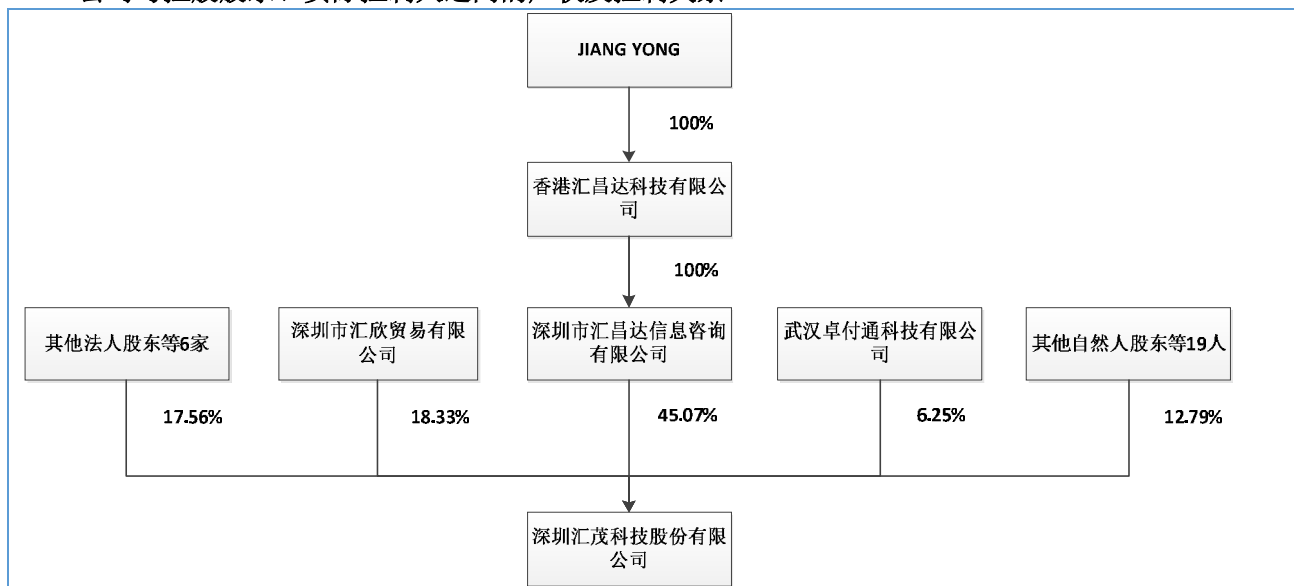 JIANG YONG
100%
香港汇昌达科技有限公
司
100%
其他法人股东等6家
深圳市汇欣贸易有限
公司
深圳市汇昌达信息咨询
有限公司
武汉卓付通科技有限公
司
其他自然人股东等19人
17.56%
18.33%
45.07%
6.25%
12.79%
深圳汇茂科技股份有限
公司